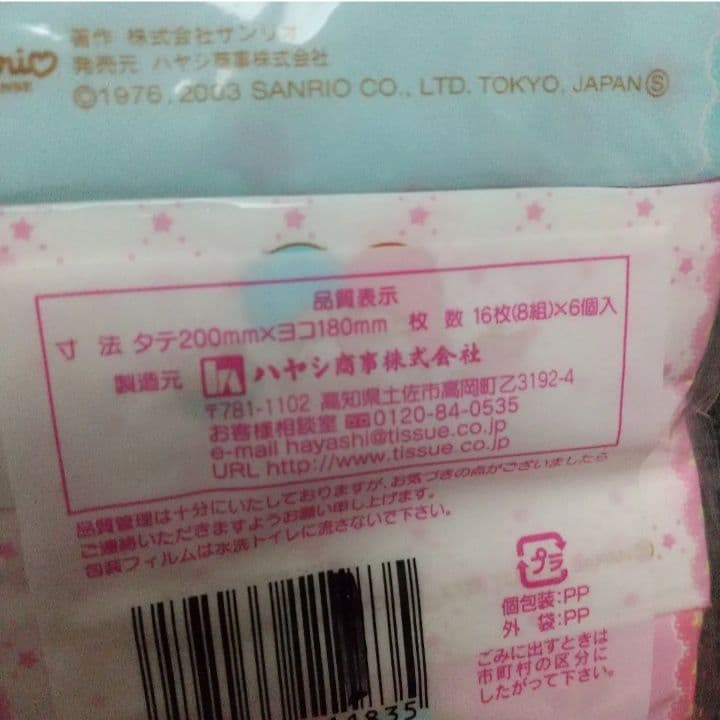 著作 株式会社サンリオ
発売元 ハヤシ商事株式会社
©1976, 2003 SANRIO CO., LTD. TOKYO, JAPAN Ⓢ
品質表示
寸 法 タテ200mm×ヨコ180mm 枚 数 16枚(8組)×6個入
製造元 ハヤシ商事株式会社
〒781-1102 高知県土佐市高岡町乙3192-4
お客様相談室 0120-84-0535
e-mail hayashi@tissue.co.jp
URL http://www.tissue.co.jp
品質管理は十分にいたしておりますが、お気づきの点がございましたら
ご連絡いただきますようお願い申し上げます。
包装フィルムは水洗トイレに流さないで下さい。
プラ
個包装:PP
外 袋:PP
ごみに出すときは
市町村の区分に
したがって下さい。